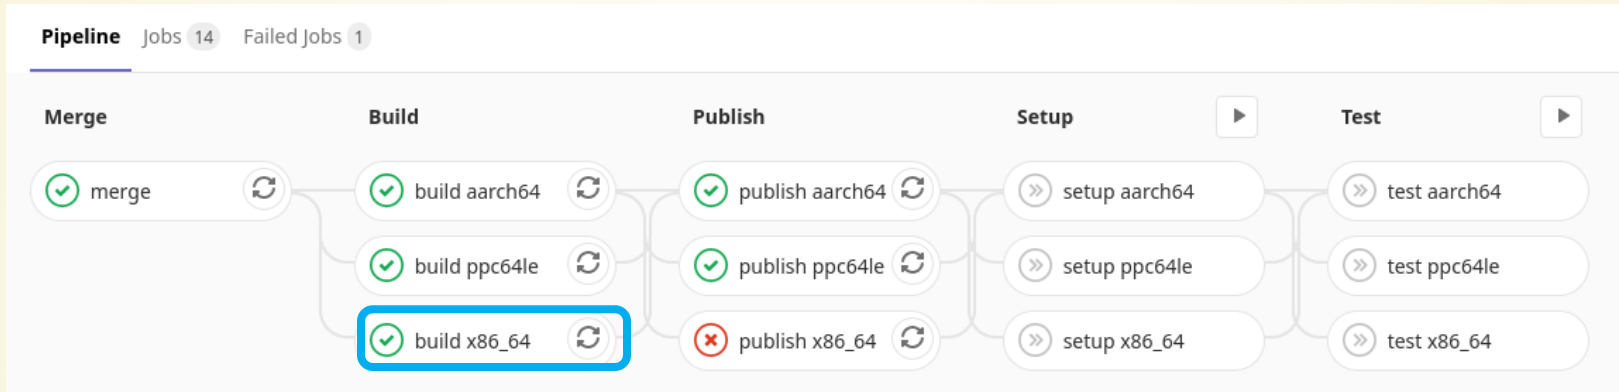 Pipeline Jobs 14 Failed Jobs 1
Merge Build Publish Setup Test
merge build aarch64 publish aarch64 setup aarch64 test aarch64
build ppc64le publish ppc64le setup ppc64le test ppc64le
build x86_64 publish x86_64 setup x86_64 test x86_64